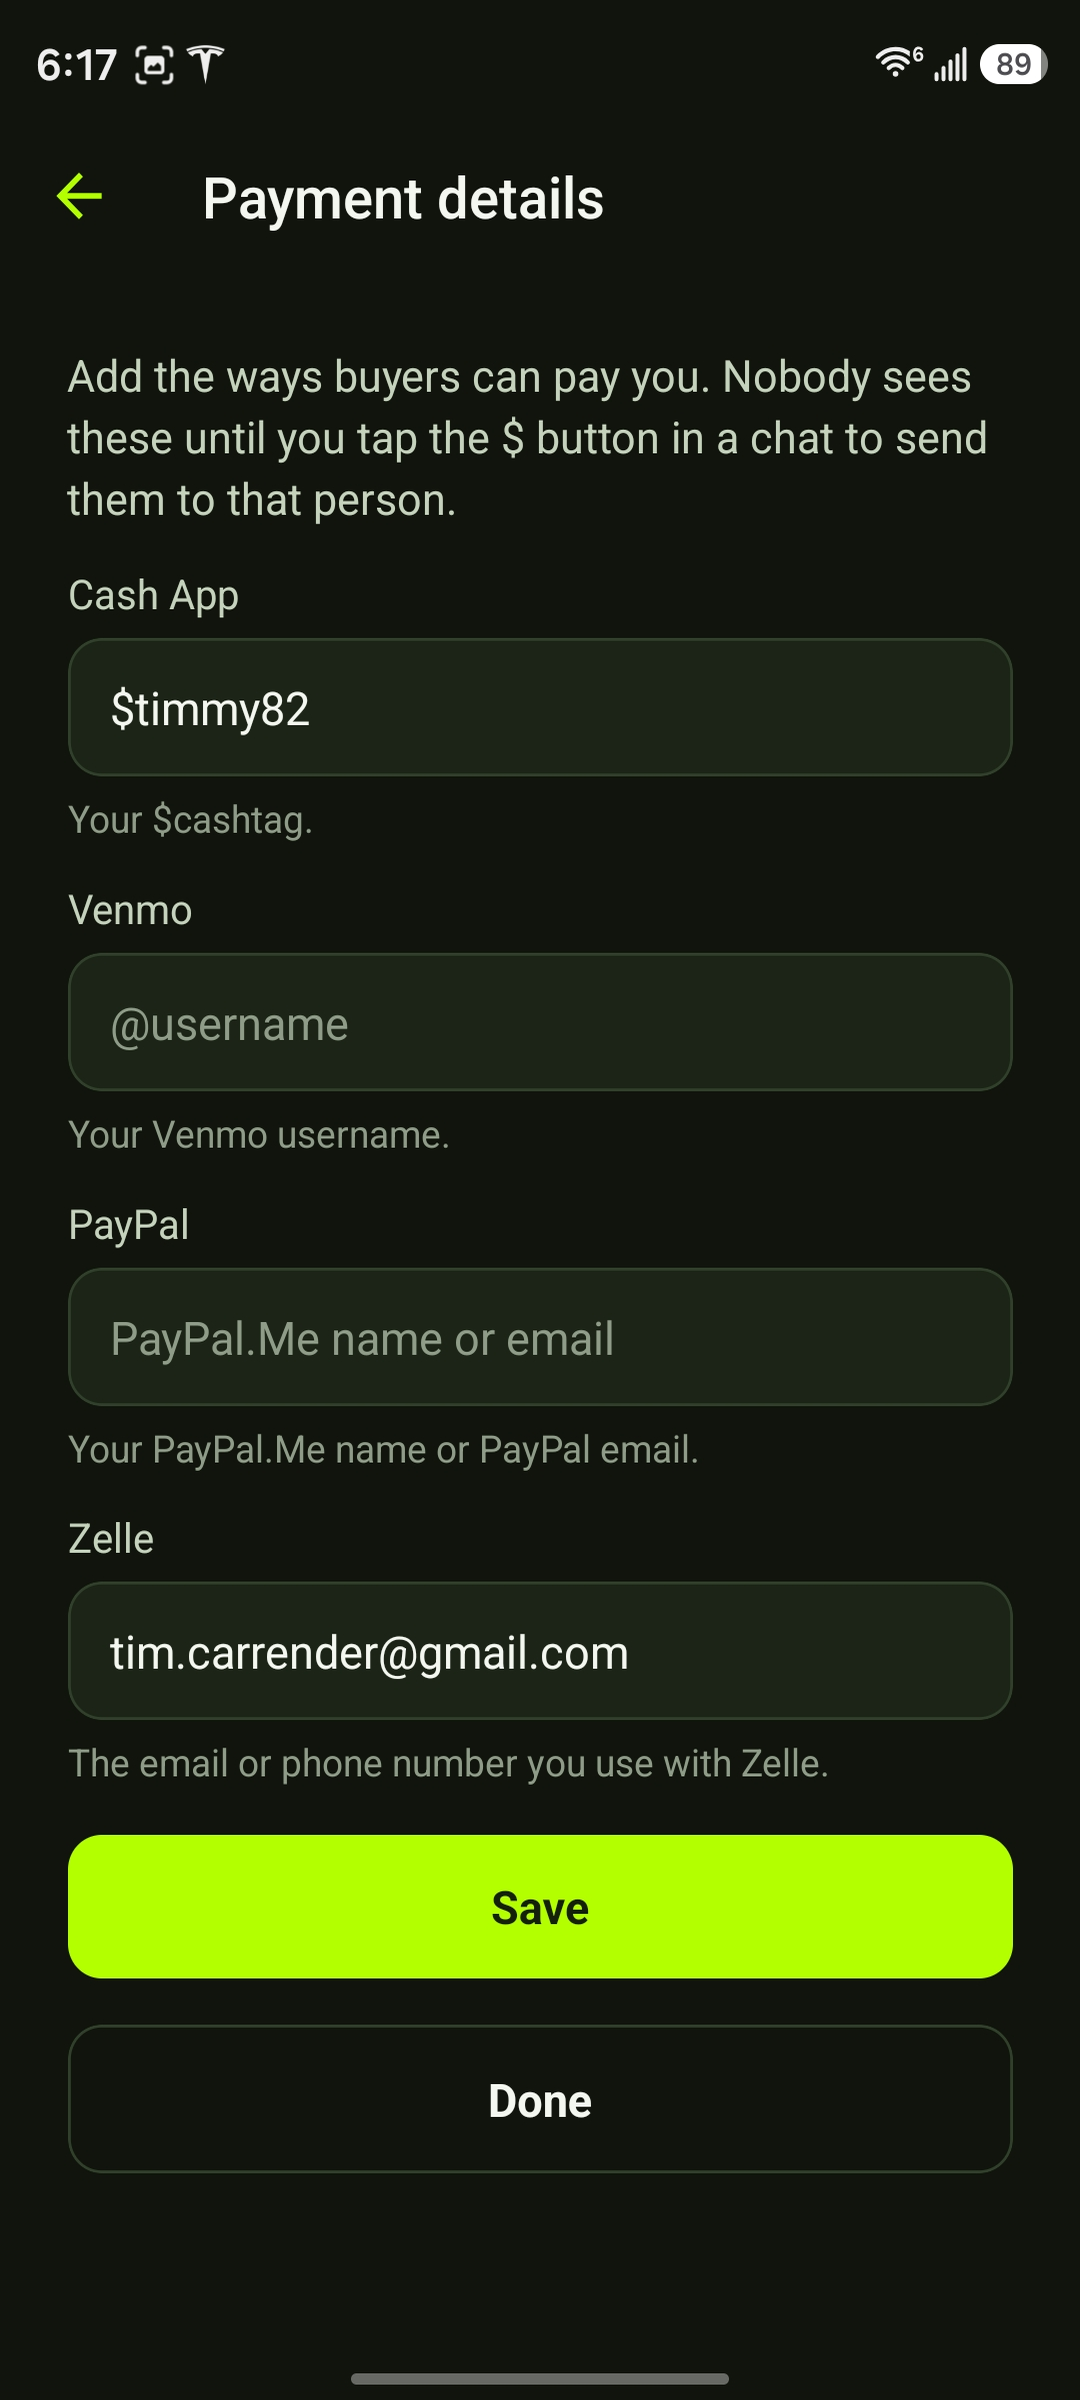 6:17
6
89
Payment details
Add the ways buyers can pay you. Nobody sees
these until you tap the $ button in a chat to send
them to that person.
Cash App
$timmy82
Your $cashtag.
Venmo
@username
Your Venmo username.
PayPal
PayPal.Me name or email
Your PayPal.Me name or PayPal email.
Zelle
tim.carrender@gmail.com
The email or phone number you use with Zelle.
Save
Done